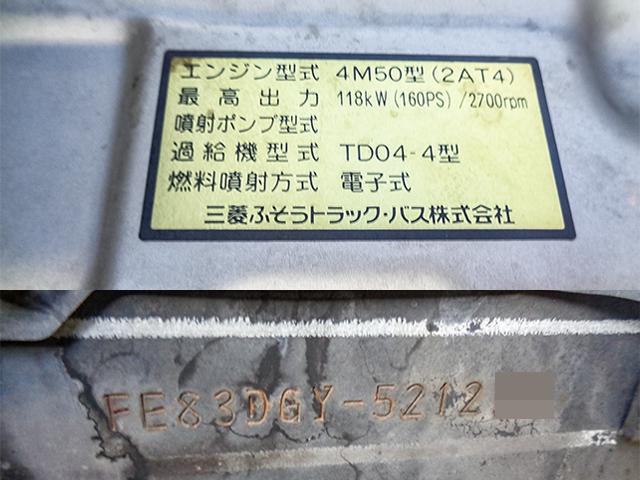 エンジン型式 4M50型(2AT4)
最高出力 118kW(160PS)/2700rpm
噴射ポンプ型式
過給機型式 TD04-4型
燃料噴射方式 電子式
三菱ふそうトラック・バス株式会社
FE83DGY-5212